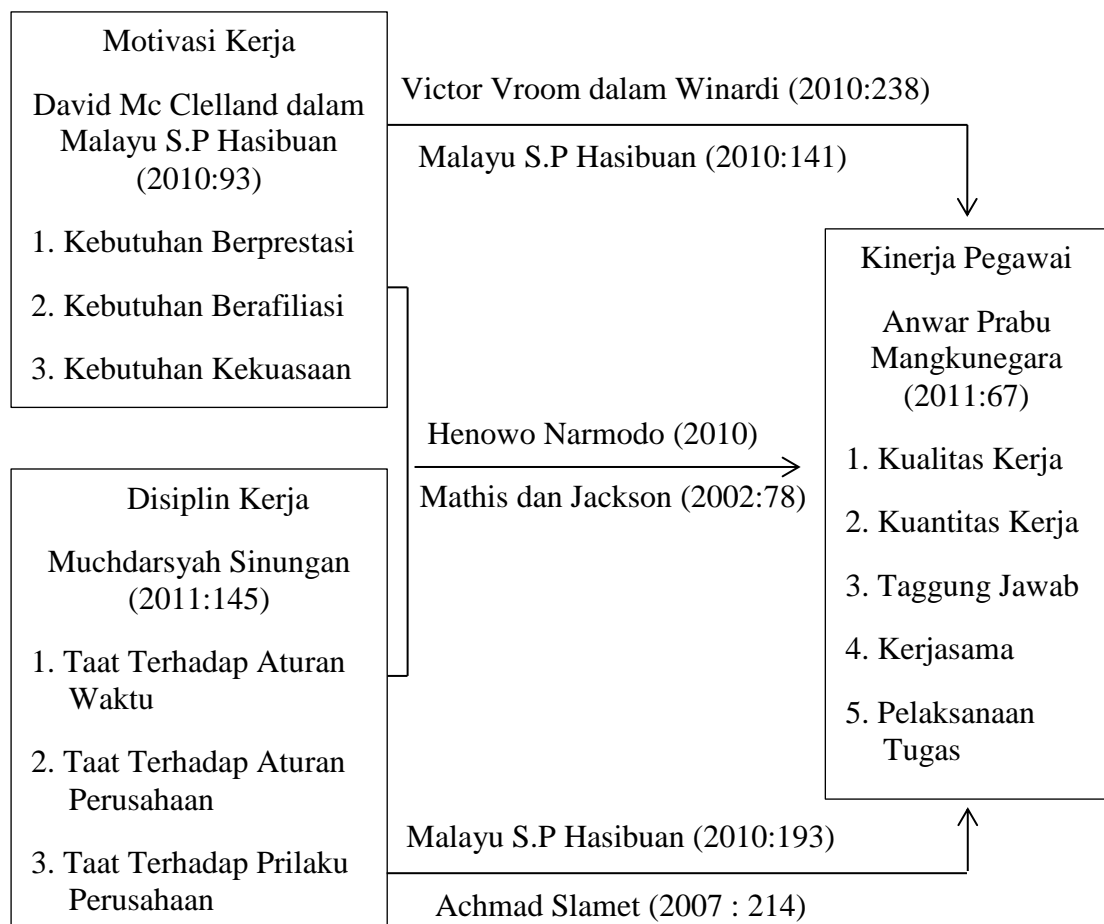 Motivasi Kerja
David Mc Clelland dalam
Malayu S.P Hasibuan
(2010:93)
1. Kebutuhan Berprestasi
2. Kebutuhan Berafiliasi
3. Kebutuhan Kekuasaan
Victor Vroom dalam Winardi (2010:238)
Malayu S.P Hasibuan (2010:141)
Henowo Narmodo (2010)
Mathis dan Jackson (2002:78)
Disiplin Kerja
Muchdarsyah Sinungan
(2011:145)
1. Taat Terhadap Aturan
Waktu
2. Taat Terhadap Aturan
Perusahaan
3. Taat Terhadap Prilaku
Perusahaan
Malayu S.P Hasibuan (2010:193)
Achmad Slamet (2007 : 214)
Kinerja Pegawai
Anwar Prabu
Mangkunegara
(2011:67)
1. Kualitas Kerja
2. Kuantitas Kerja
3. Taggung Jawab
4. Kerjasama
5. Pelaksanaan
Tugas